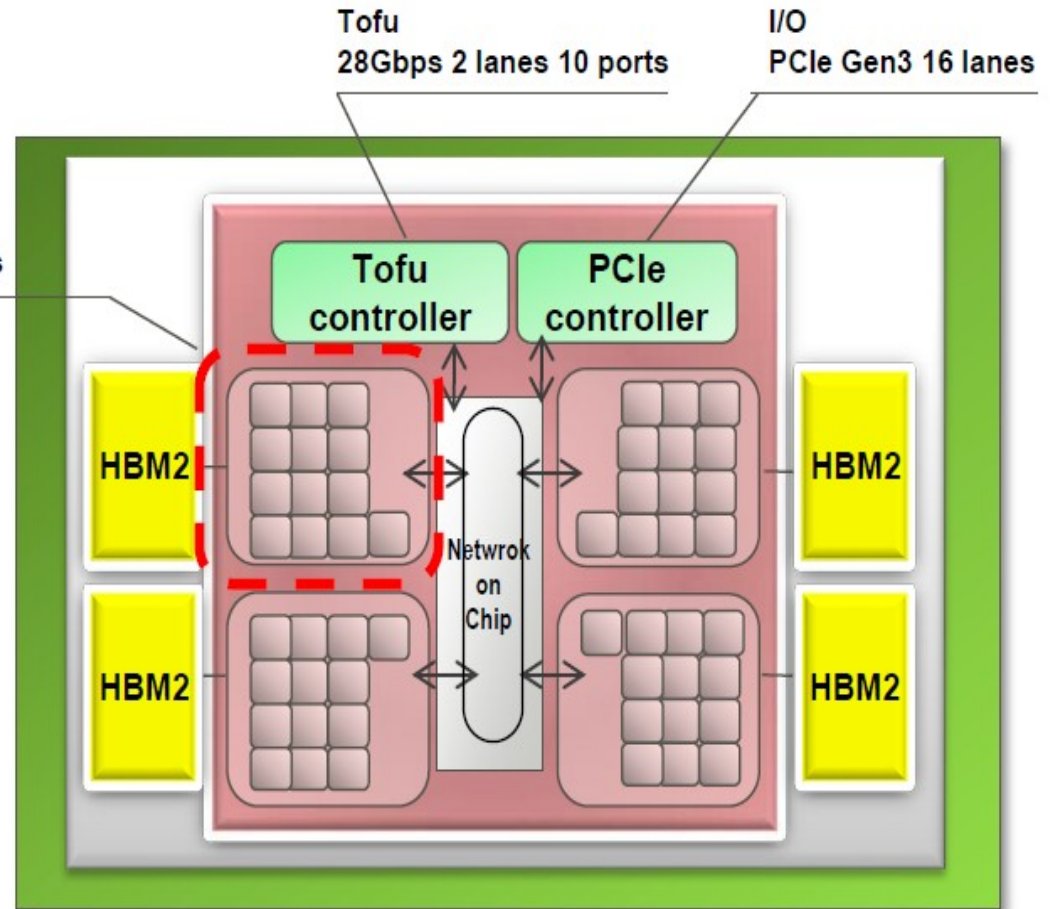 Tofu
28Gbps 2 lanes 10 ports
I/O
PCIe Gen3 16 lanes
Tofu
controller
PCIe
controller
HBM2
HBM2
Netwrok
on
Chip
HBM2
HBM2